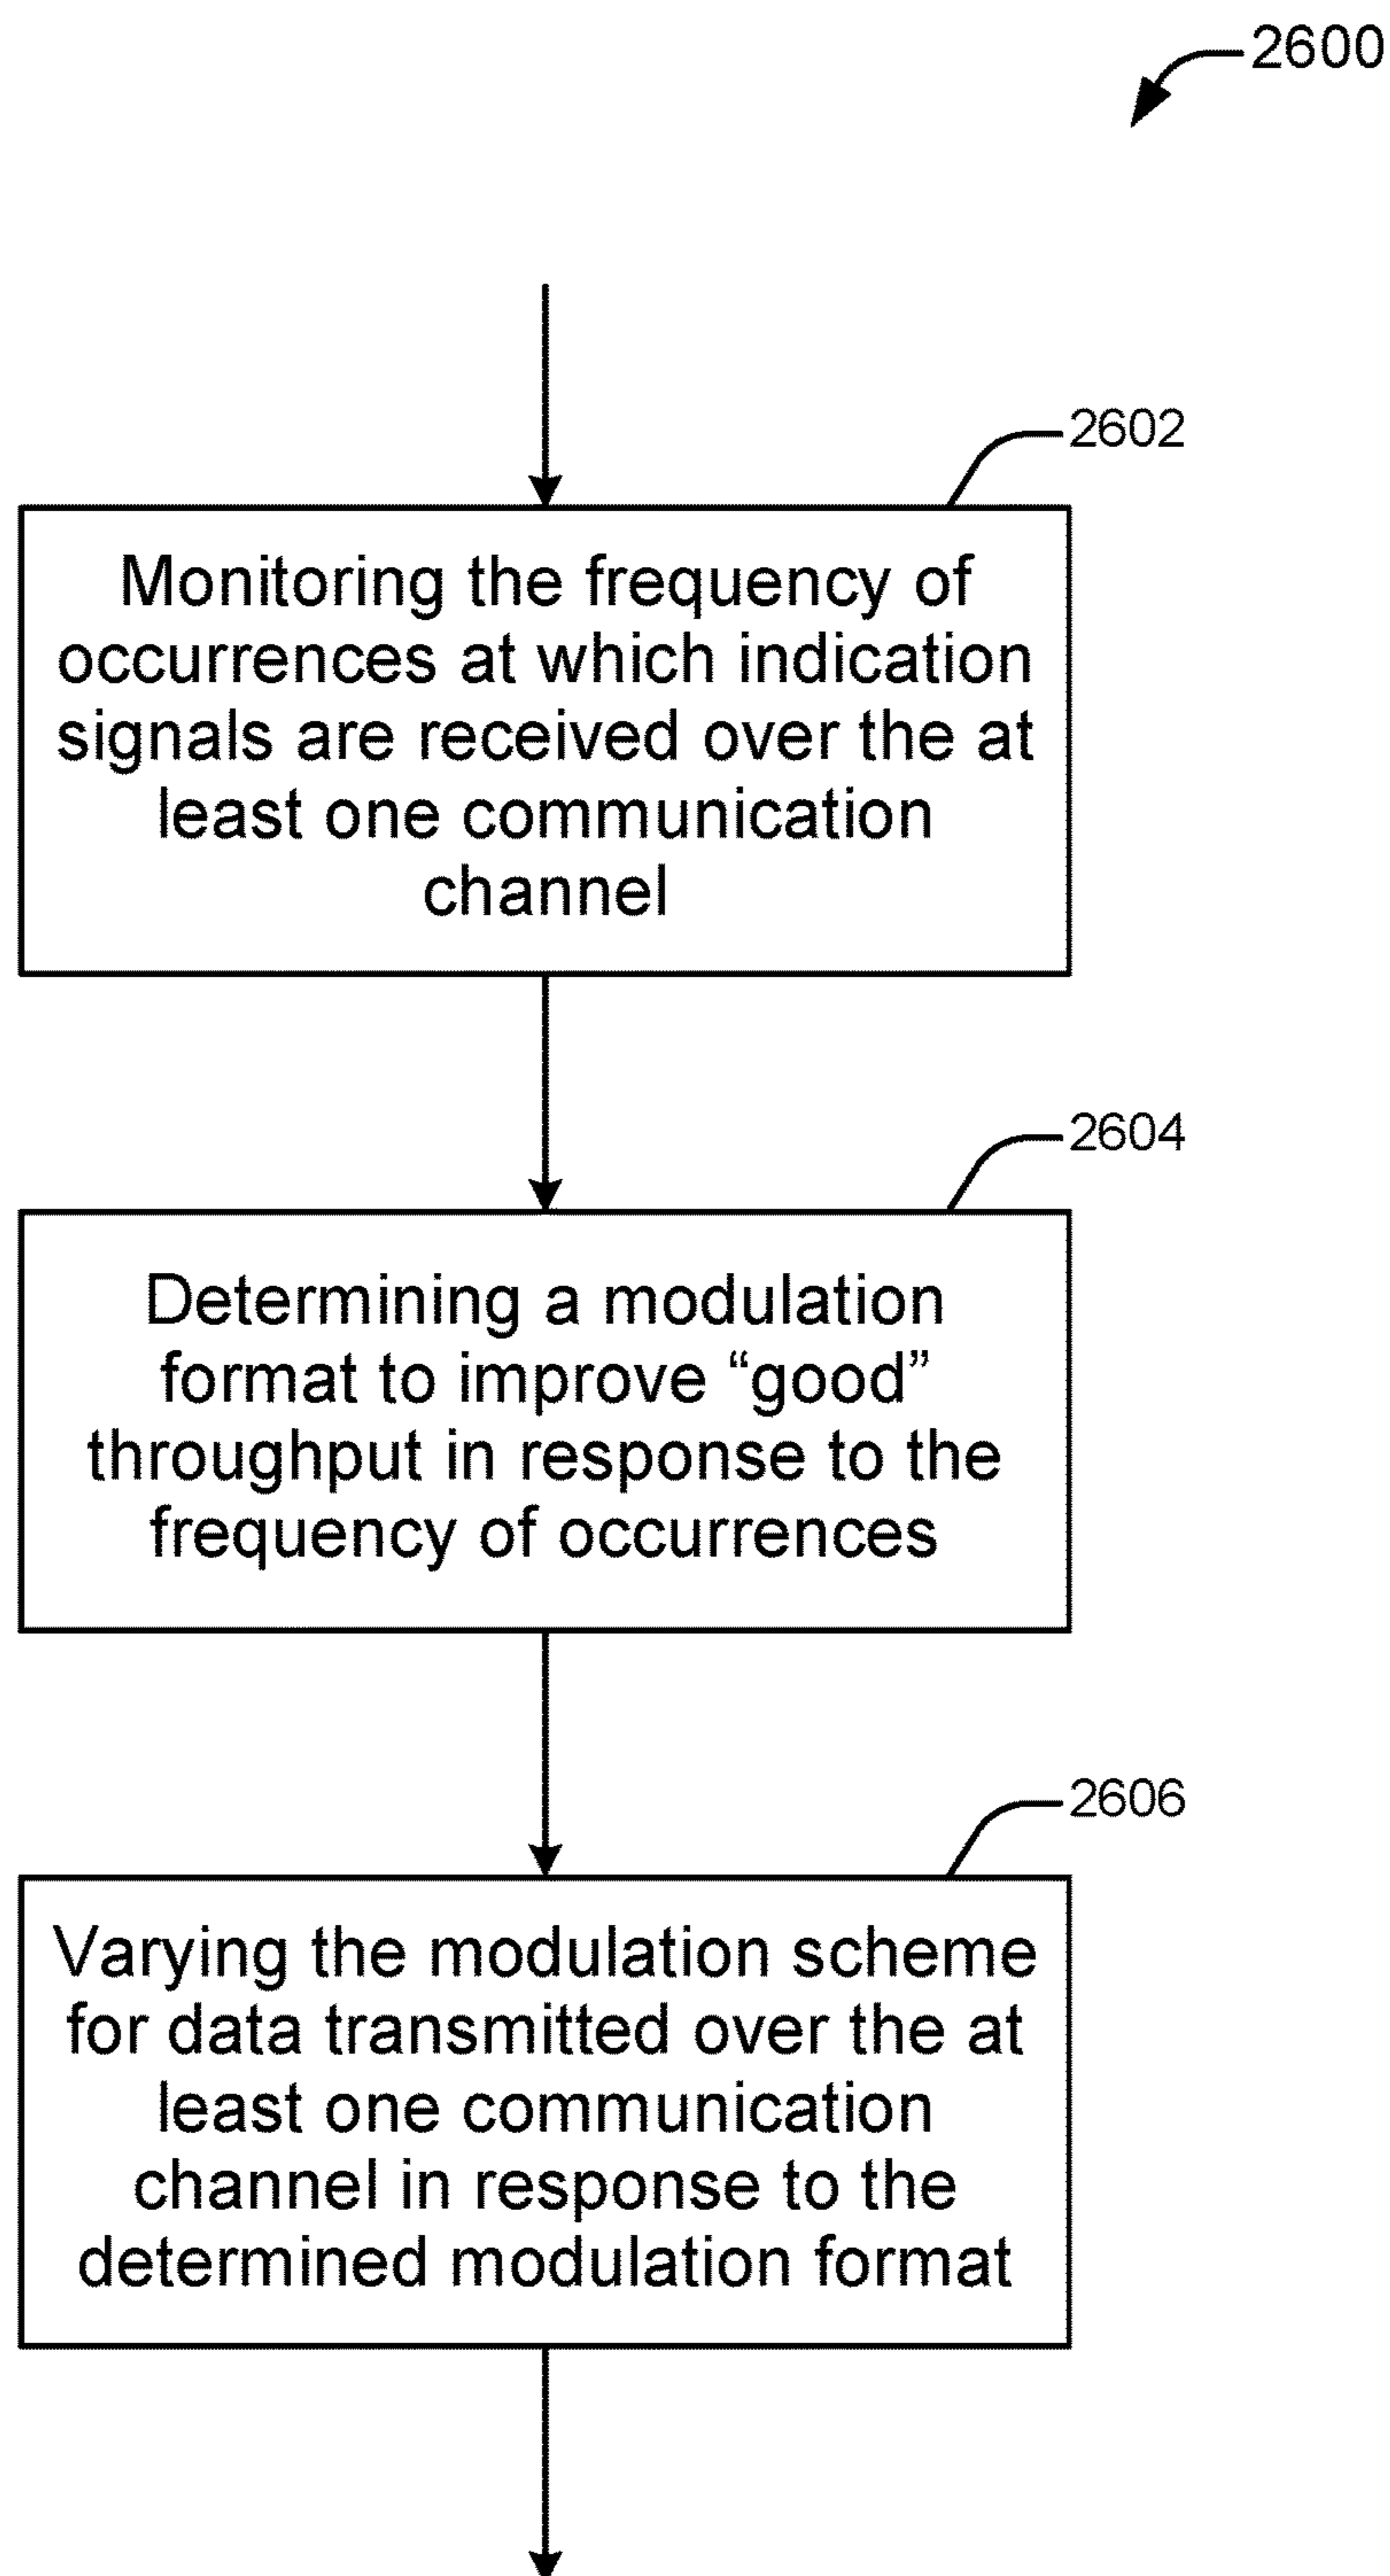 2600
2602
Monitoring the frequency of
occurrences at which indication
signals are received over the at
least one communication
channel
2604
Determining a modulation
format to improve “good”
throughput in response to the
frequency of occurrences
2606
Varying the modulation scheme
for data transmitted over the at
least one communication
channel in response to the
determined modulation format